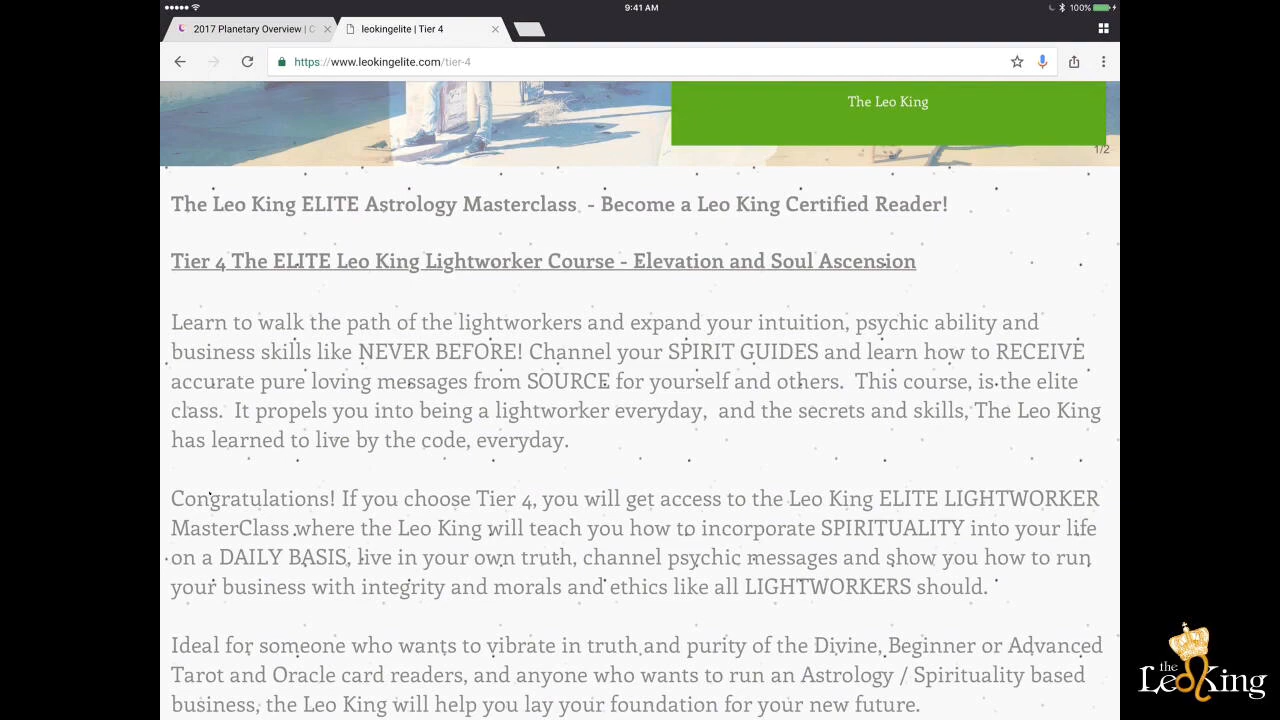 9:41 AM
100%
2017 Planetary Overview | C
leokingelite | Tier 4
https://www.leokingelite.com/tier-4
The Leo King
1/2
The Leo King ELITE Astrology Masterclass - Become a Leo King Certified Reader!
Tier 4 The ELITE Leo King Lightworker Course - Elevation and Soul Ascension
Learn to walk the path of the lightworkers and expand your intuition, psychic ability and
business skills like NEVER BEFORE! Channel your SPIRIT GUIDES and learn how to RECEIVE
accurate pure loving messages from SOURCE for yourself and others. This course, is the elite
class. It propels you into being a lightworker everyday, and the secrets and skills, The Leo King
has learned to live by the code, everyday.
Congratulations! If you choose Tier 4, you will get access to the Leo King ELITE LIGHTWORKER
MasterClass where the Leo King will teach you how to incorporate SPIRITUALITY into your life
on a DAILY BASIS, live in your own truth, channel psychic messages and show you how to run
your business with integrity and morals and ethics like all LIGHTWORKERS should.
Ideal for someone who wants to vibrate in truth and purity of the Divine, Beginner or Advanced
Tarot and Oracle card readers, and anyone who wants to run an Astrology / Spirituality based
business, the Leo King will help you lay your foundation for your new future.
the
Leo King